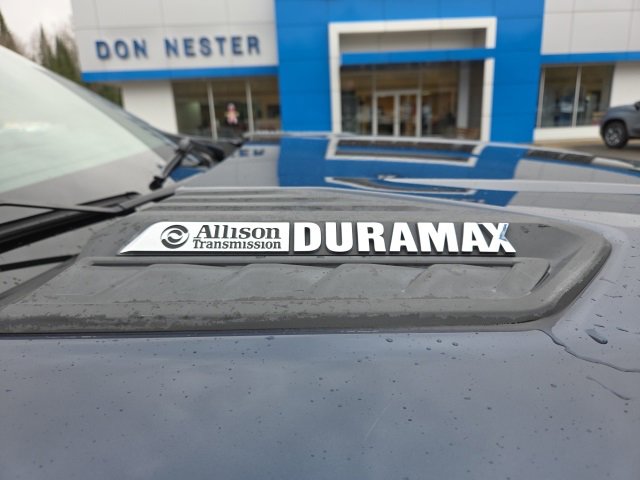 DON NESTER
Allison
Transmission
DURAMAX